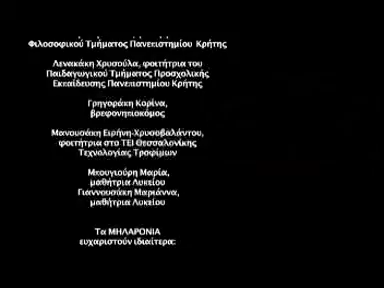 Φιλοσοφικού Τμήματος Πανεπιστημίου Κρήτης
Λενακάκη Χρυσούλα, φοιτήτρια του
Παιδαγωγικού Τμήματος Προσχολικής
Εκπαίδευσης Πανεπιστημίου Κρήτης
Γρηγοράκη Κορίνα,
βρεφονηπιοκόμος
Μανουσάκη Ειρήνη-Χρυσοβαλάντου,
φοιτήτρια στο ΤΕΙ Θεσσαλονίκης
Τεχνολογίας Τροφίμων
Μπουγιούρη Μαρία,
μαθήτρια Λυκείου
Γιαννουσάκη Μαριάννα,
μαθήτρια Λυκείου
Τα ΜΗΛΑΡΟΝΙΑ
ευχαριστούν ιδιαίτερα: